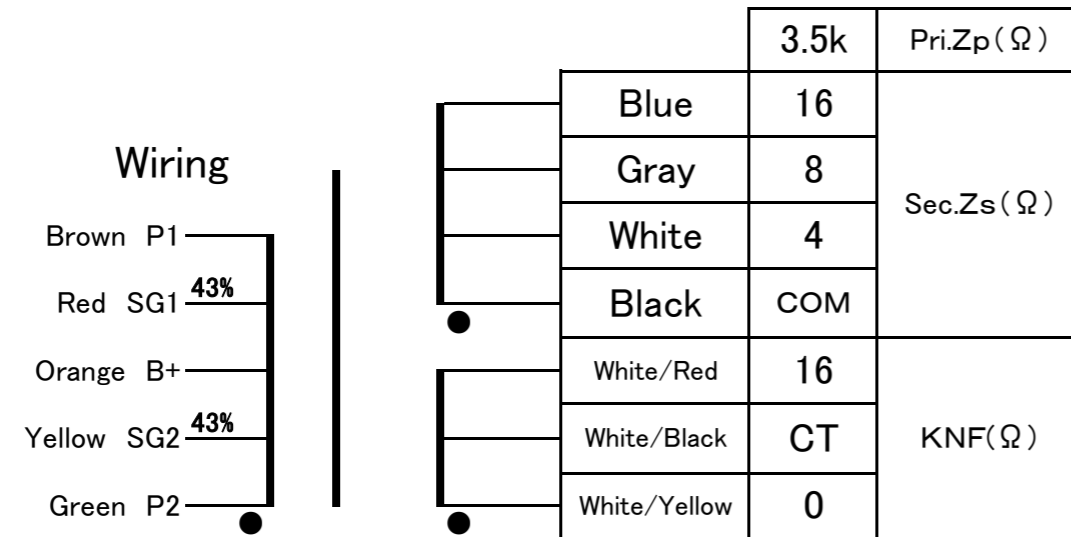 3.5k Pri.Zp(Ω)
Blue 16
Wiring
Gray 8
Sec.Zs(Ω)
Brown P1
White 4
Red SG1 43%
Black COM
Orange B+
White/Red 16
Yellow SG2 43%
White/Black CT KNF(Ω)
Green P2
White/Yellow 0